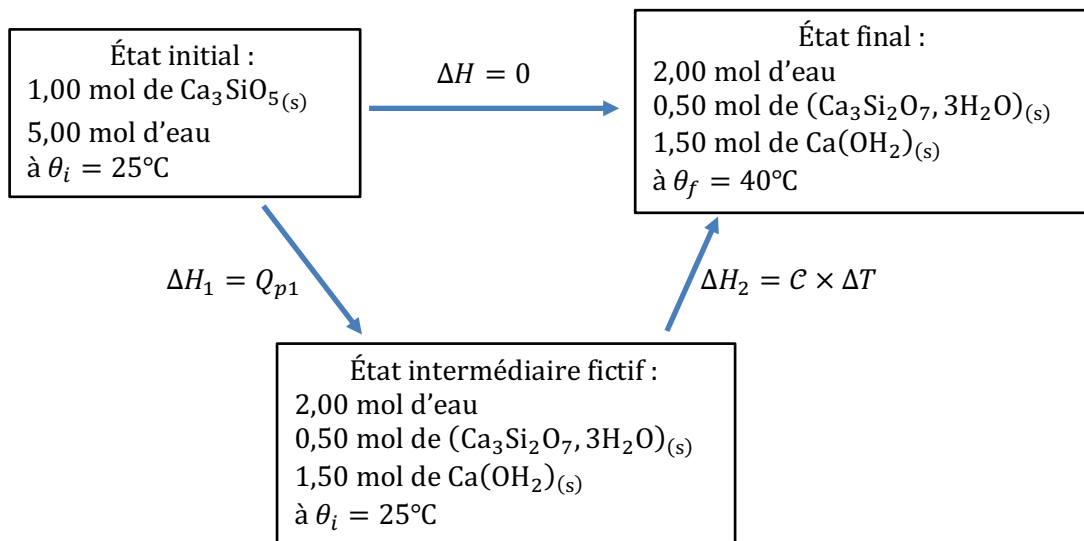 État initial :
1,00 mol de Ca₃SiO₅₍ₛ₎
5,00 mol d'eau
à θᵢ = 25°C
ΔH = 0
État final :
2,00 mol d'eau
0,50 mol de (Ca₃Si₂O₇, 3H₂O)₍ₛ₎
1,50 mol de Ca(OH₂)₍ₛ₎
à θ_f = 40°C
ΔH₁ = Qₚ₁
ΔH₂ = 𝒞 × ΔT
État intermédiaire fictif :
2,00 mol d'eau
0,50 mol de (Ca₃Si₂O₇, 3H₂O)₍ₛ₎
1,50 mol de Ca(OH₂)₍ₛ₎
à θᵢ = 25°C